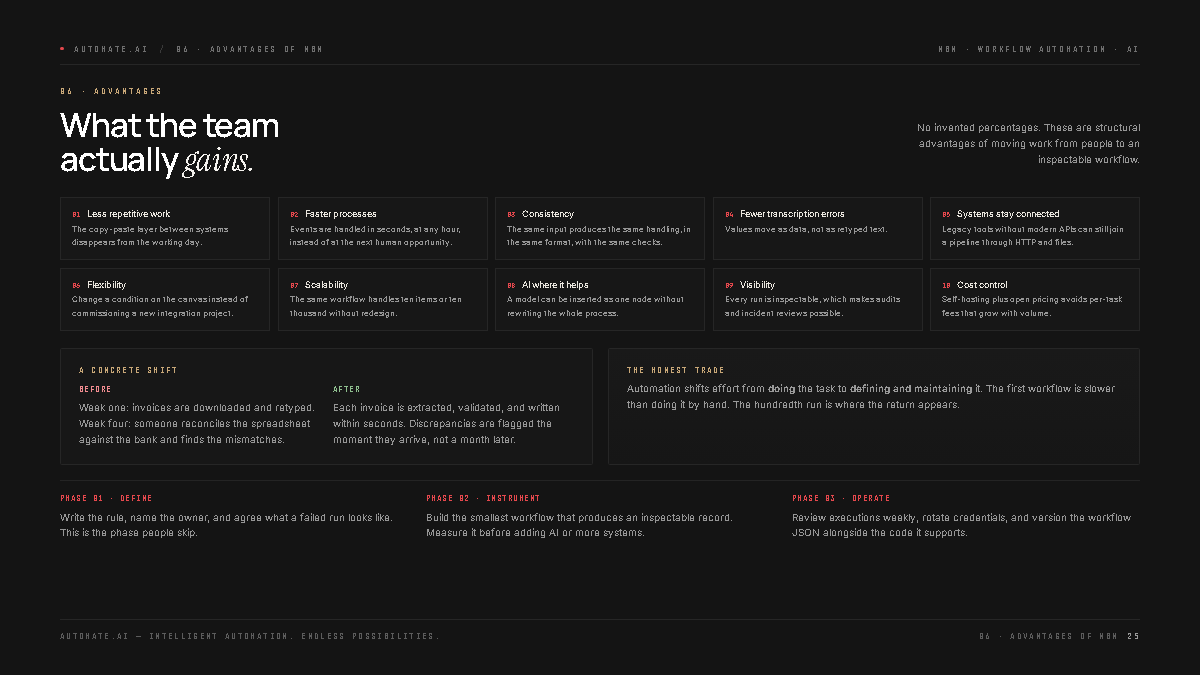 AUTOMATE.AI / 06 · ADVANTAGES OF N8N
N8N · WORKFLOW AUTOMATION · AI
06 · ADVANTAGES
What the team
actually gains.
No invented percentages. These are structural
advantages of moving work from people to an
inspectable workflow.
01 Less repetitive work
The copy-paste layer between systems
disappears from the working day.
02 Faster processes
Events are handled in seconds, at any hour,
instead of at the next human opportunity.
03 Consistency
The same input produces the same handling, in
the same format, with the same checks.
04 Fewer transcription errors
Values move as data, not as retyped text.
05 Systems stay connected
Legacy tools without modern APIs can still join
a pipeline through HTTP and files.
06 Flexibility
Change a condition on the canvas instead of
commissioning a new integration project.
07 Scalability
The same workflow handles ten items or ten
thousand without redesign.
08 AI where it helps
A model can be inserted as one node without
rewriting the whole process.
09 Visibility
Every run is inspectable, which makes audits
and incident reviews possible.
10 Cost control
Self-hosting plus open pricing avoids per-task
fees that grow with volume.
A CONCRETE SHIFT
BEFORE
Week one: invoices are downloaded and retyped.
Week four: someone reconciles the spreadsheet
against the bank and finds the mismatches.
AFTER
Each invoice is extracted, validated, and written
within seconds. Discrepancies are flagged the
moment they arrive, not a month later.
THE HONEST TRADE
Automation shifts effort from doing the task to defining and maintaining it. The first workflow is slower
than doing it by hand. The hundredth run is where the return appears.
PHASE 01 · DEFINE
Write the rule, name the owner, and agree what a failed run looks like.
This is the phase people skip.
PHASE 02 · INSTRUMENT
Build the smallest workflow that produces an inspectable record.
Measure it before adding AI or more systems.
PHASE 03 · OPERATE
Review executions weekly, rotate credentials, and version the workflow
JSON alongside the code it supports.
AUTOMATE.AI — INTELLIGENT AUTOMATION. ENDLESS POSSIBILITIES.
06 · ADVANTAGES OF N8N 25